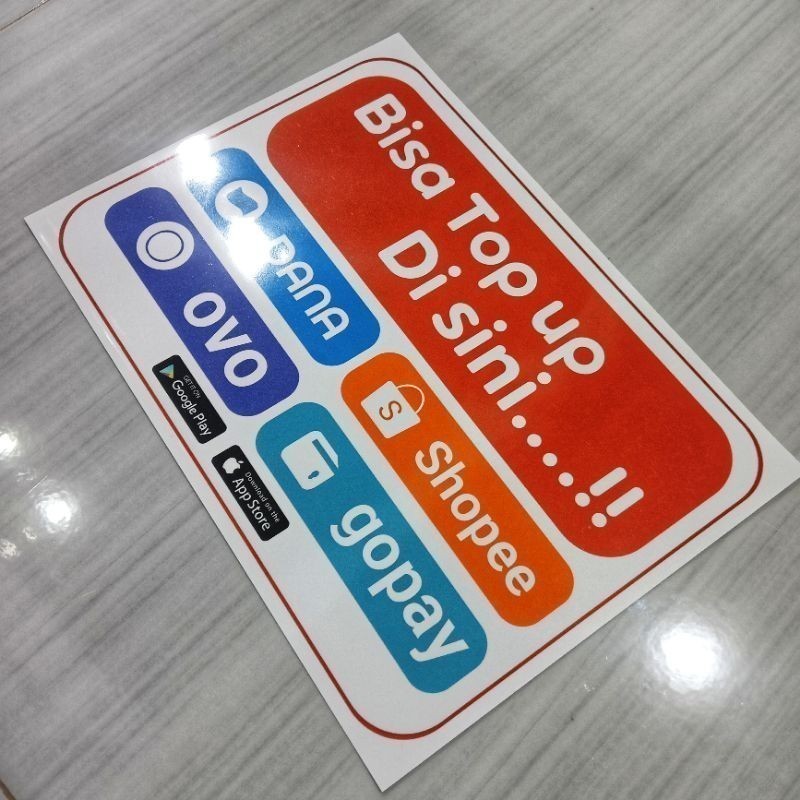 Bisa Top up
Di sini....!!
DANA
Shopee
OVO
gopay
GET IT ON
Google Play
Download on the
App Store